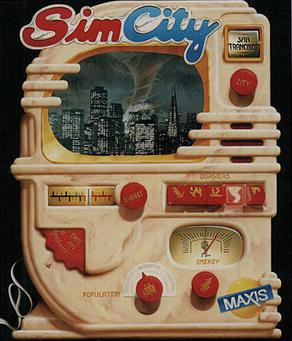 SimCity
SAN
FRANCISCO
CITY
DISASTERS
BUDGET
ENERGY
POPULATION
MAXIS